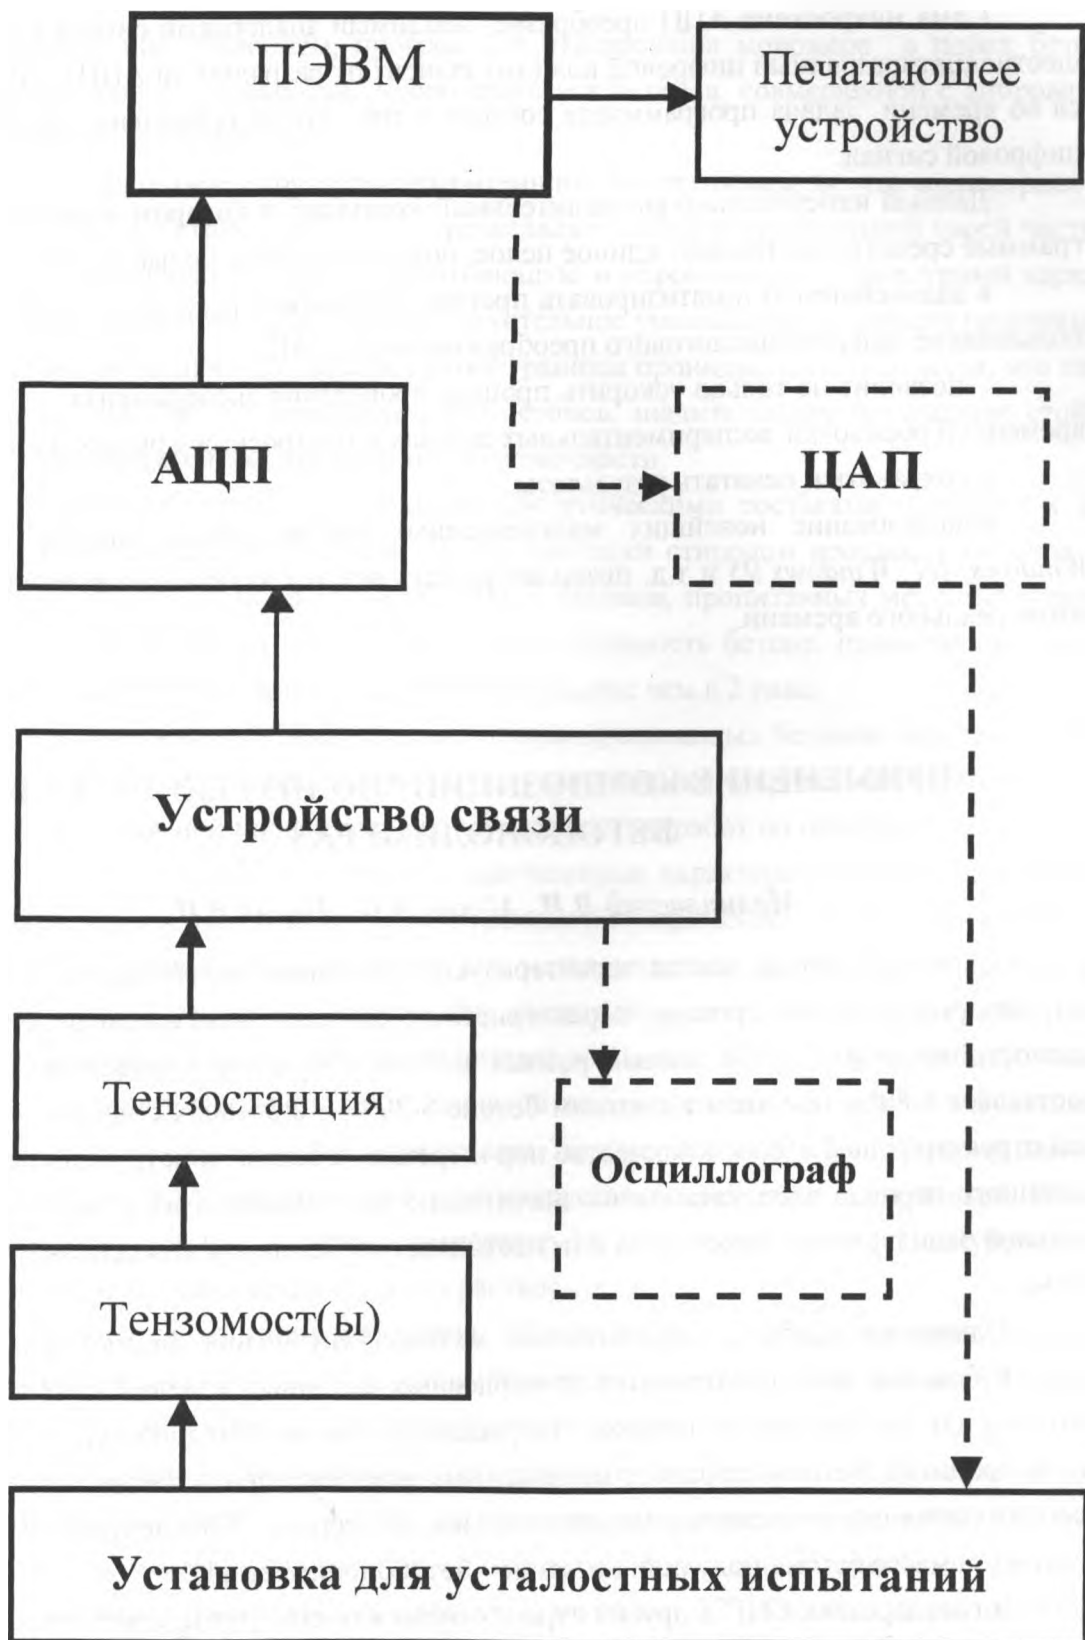 ПЭВМ
Печатающее
устройство
АЦП
ЦАП
Устройство связи
Тензостанция
Осциллограф
Тензомост(ы)
Установка для усталостных испытаний